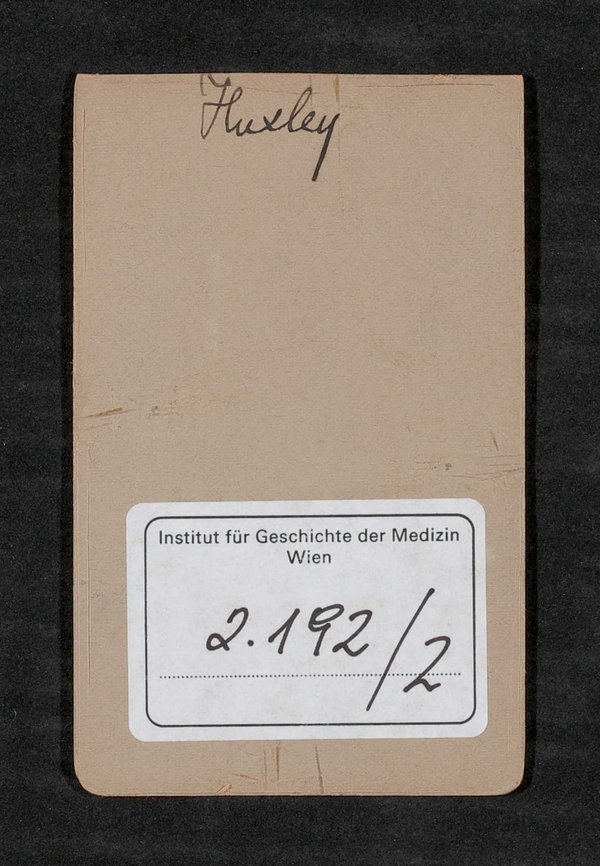 Huxley
Institut für Geschichte der Medizin
Wien
2.192/2